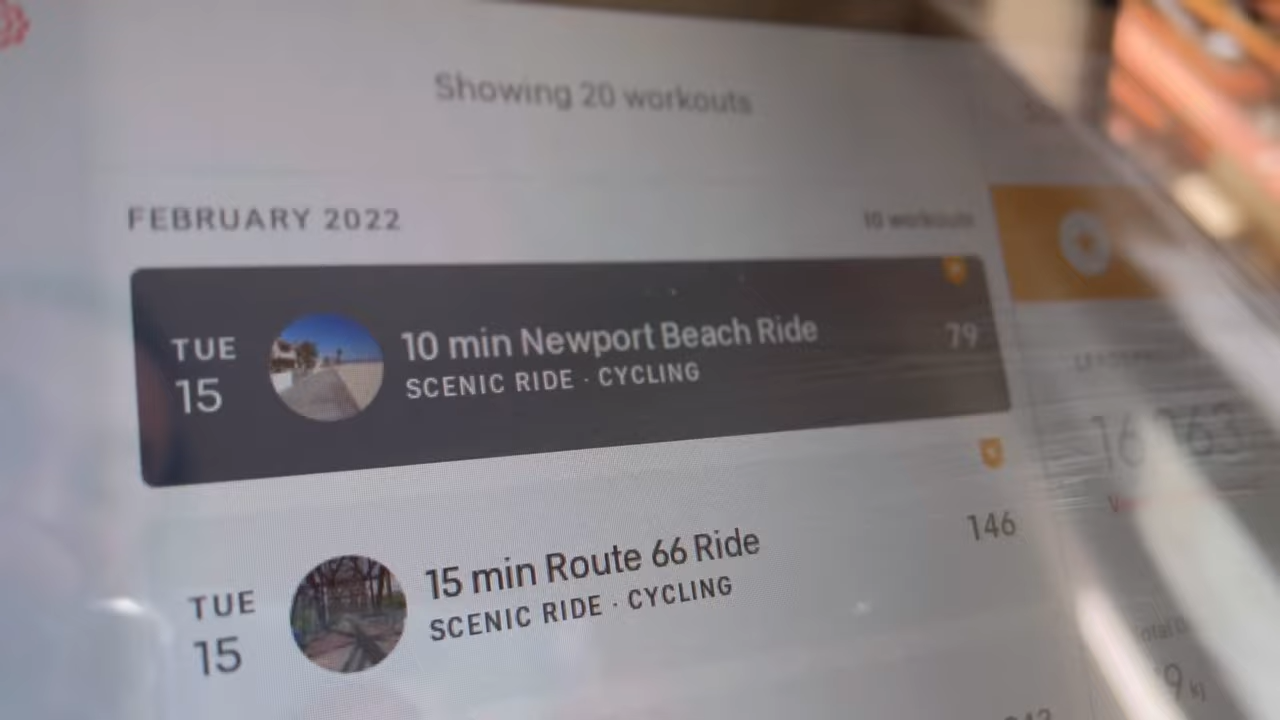 Showing 20 workouts
FEBRUARY 2022
10 workouts
TUE
15
10 min Newport Beach Ride
SCENIC RIDE · CYCLING
79
TUE
15
15 min Route 66 Ride
SCENIC RIDE · CYCLING
146